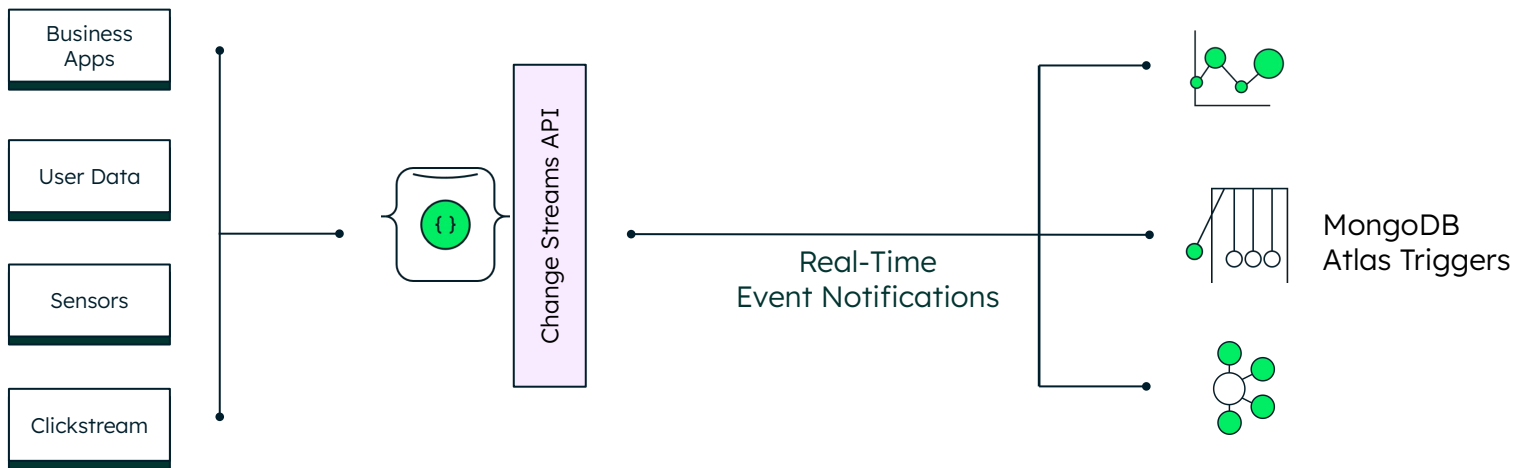 Business
Apps
User Data
Sensors
Clickstream
{ }
Change Streams API
Real-Time
Event Notifications
MongoDB
Atlas Triggers